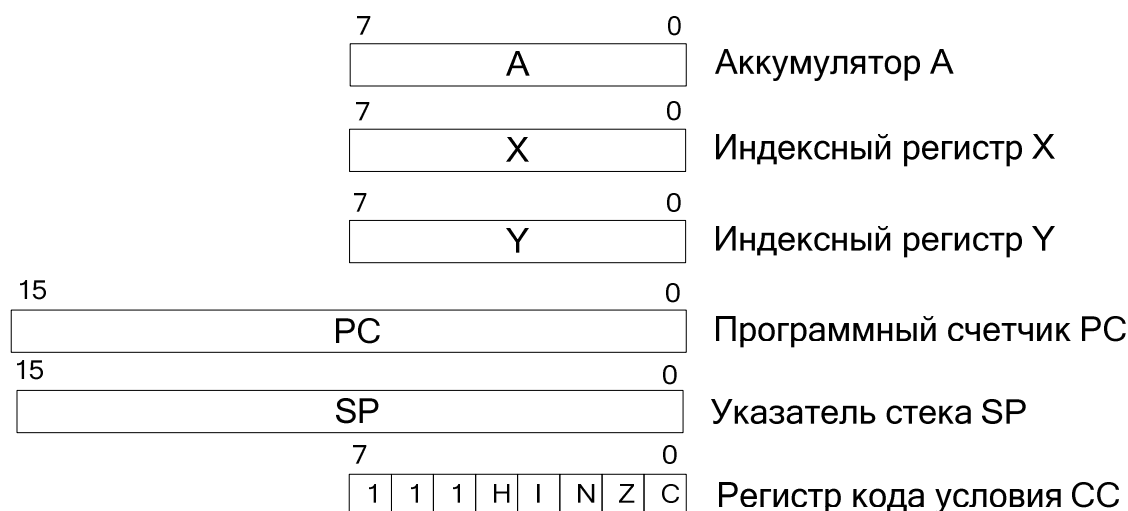 7 0
A Аккумулятор А
7 0
X Индексный регистр X
7 0
Y Индексный регистр Y
15 0
PC Программный счетчик PC
15 0
SP Указатель стека SP
7 0
1 1 1 H I N Z C Регистр кода условия CC